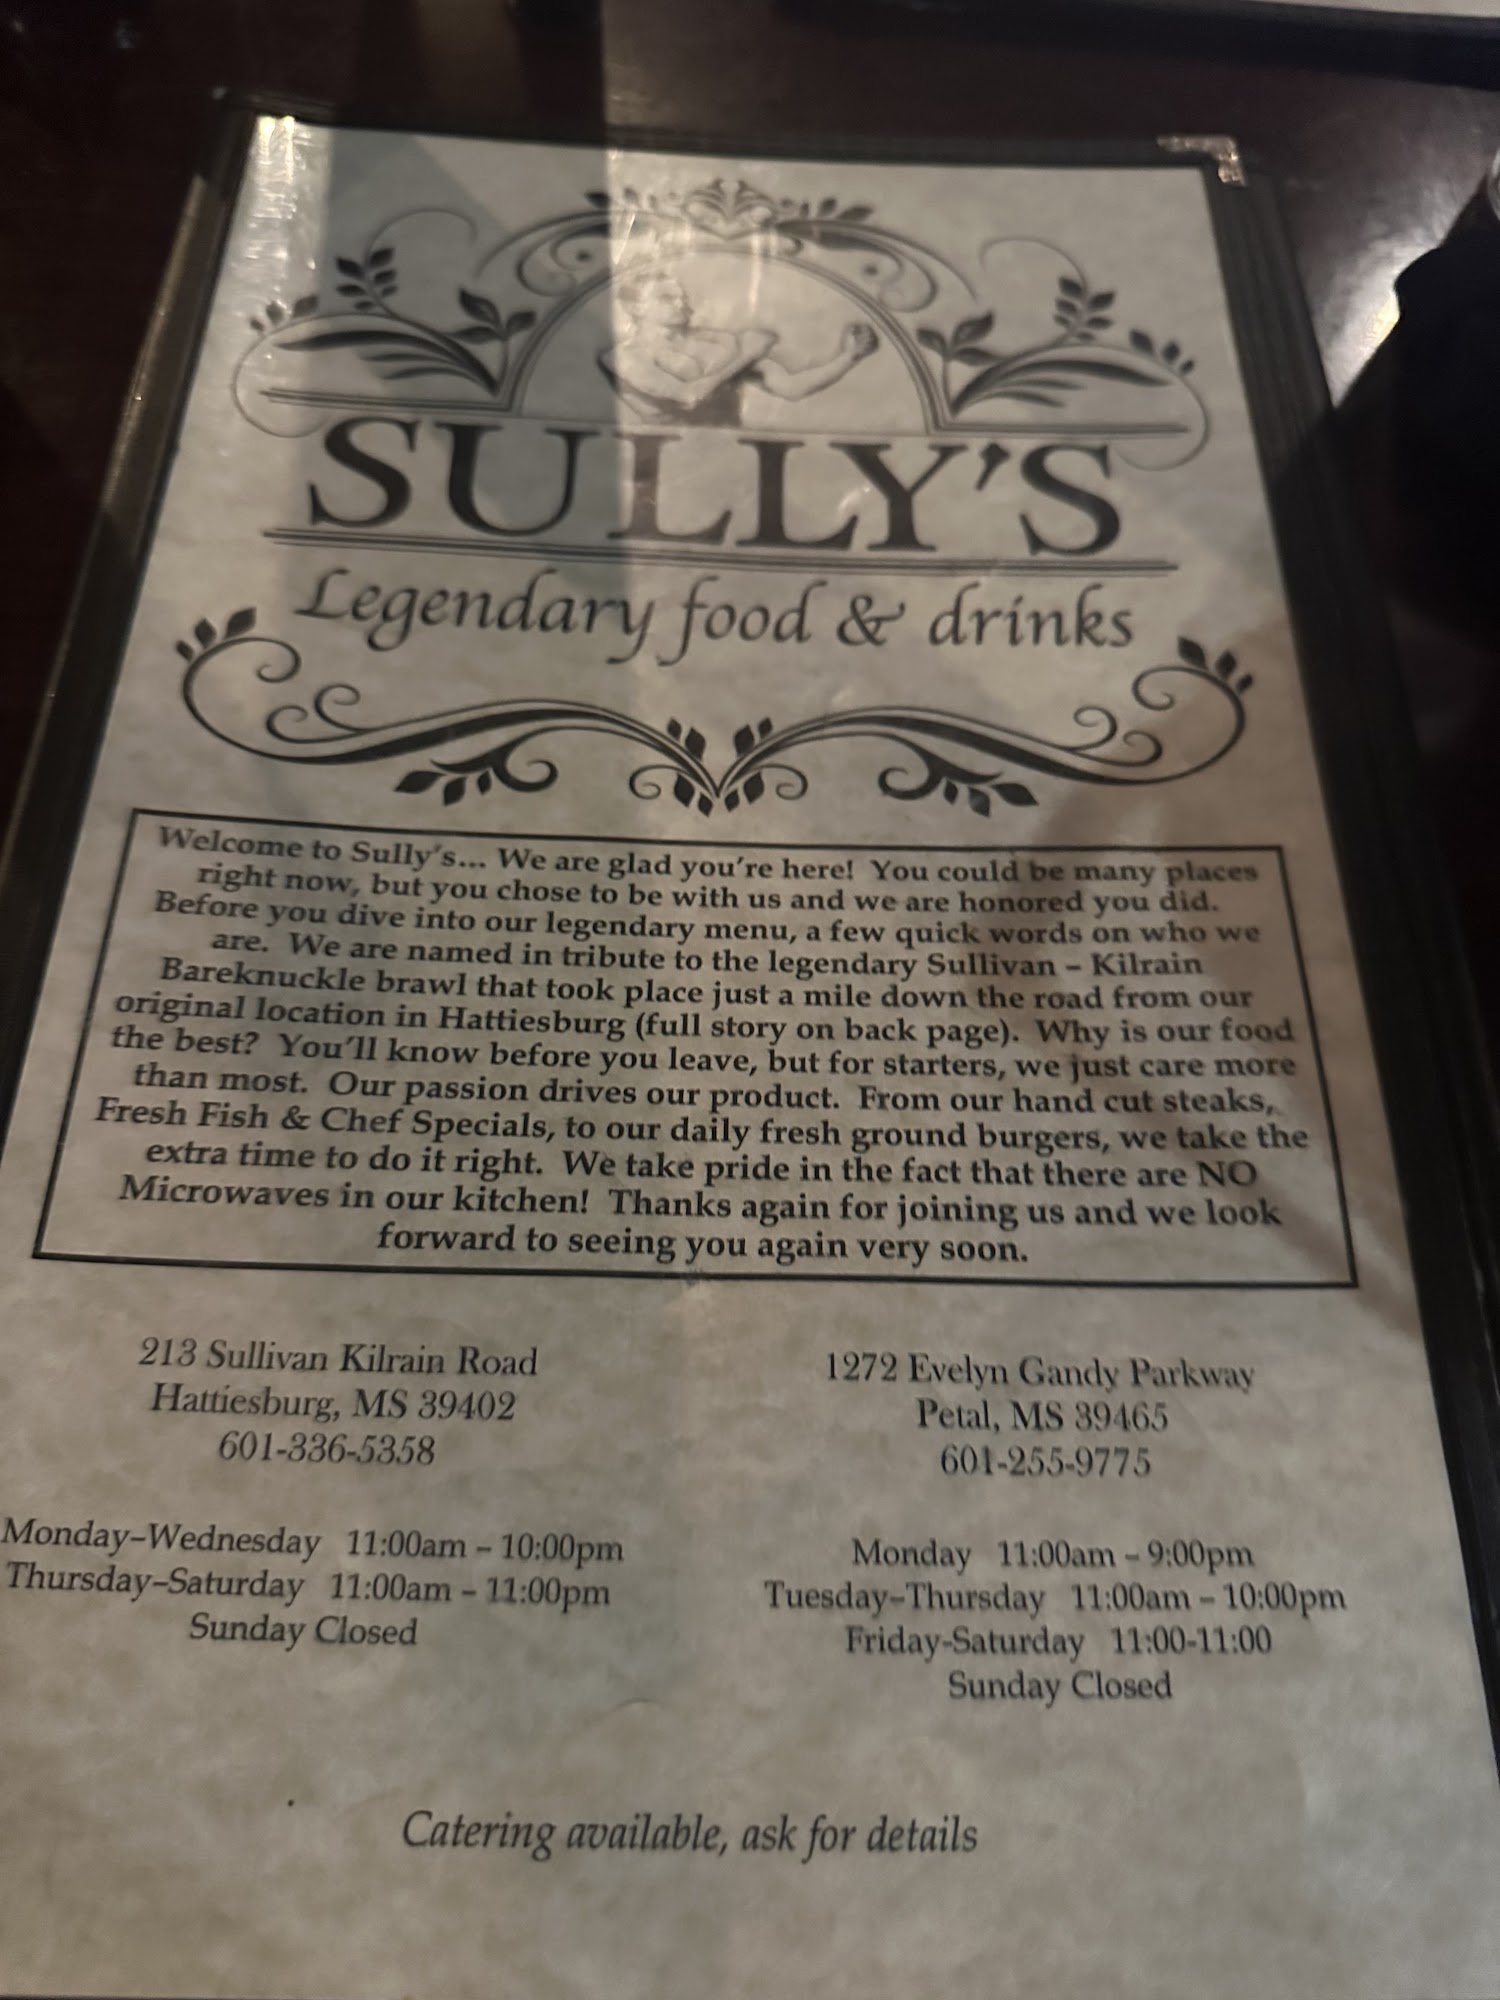 SULLY'S
Legendary food & drinks
Welcome to Sully's... We are glad you're here! You could be many places
right now, but you chose to be with us and we are honored you did.
Before you dive into our legendary menu, a few quick words on who we
are. We are named in tribute to the legendary Sullivan – Kilrain
Bareknuckle brawl that took place just a mile down the road from our
original location in Hattiesburg (full story on back page). Why is our food
the best? You'll know before you leave, but for starters, we just care more
than most. Our passion drives our product. From our hand cut steaks,
Fresh Fish & Chef Specials, to our daily fresh ground burgers, we take the
extra time to do it right. We take pride in the fact that there are NO
Microwaves in our kitchen! Thanks again for joining us and we look
forward to seeing you again very soon.
213 Sullivan Kilrain Road
Hattiesburg, MS 39402
601-336-5358
Monday–Wednesday 11:00am – 10:00pm
Thursday–Saturday 11:00am – 11:00pm
Sunday Closed
1272 Evelyn Gandy Parkway
Petal, MS 39465
601-255-9775
Monday 11:00am – 9:00pm
Tuesday–Thursday 11:00am – 10:00pm
Friday-Saturday 11:00-11:00
Sunday Closed
Catering available, ask for details